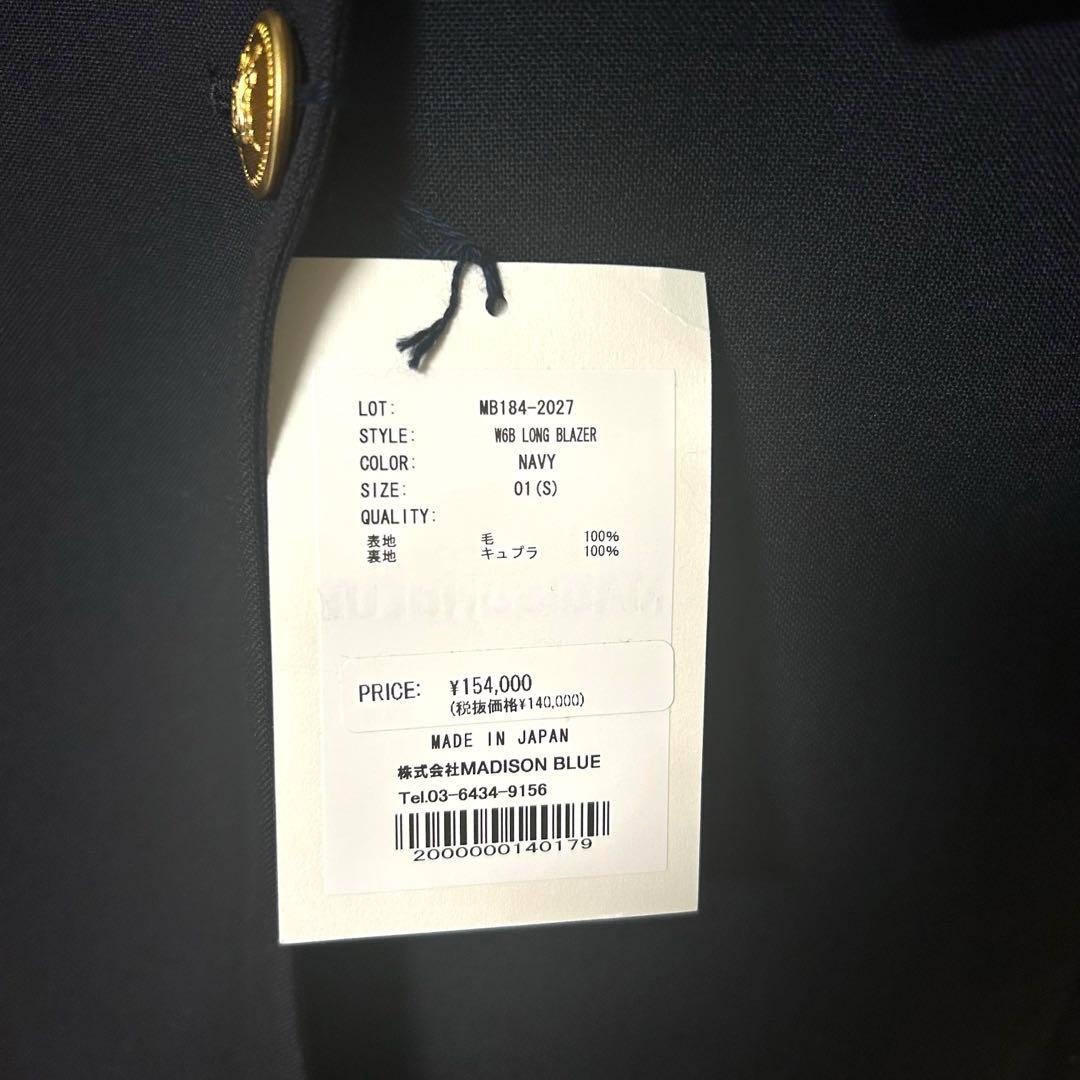 LOT: MB184-2027
STYLE: W6B LONG BLAZER
COLOR: NAVY
SIZE: 01(S)
QUALITY:
表地 毛 100%
裏地 キュプラ 100%
PRICE: ¥154,000
(税抜価格¥140,000)
MADE IN JAPAN
株式会社MADISON BLUE
Tel.03-6434-9156
2000000140179